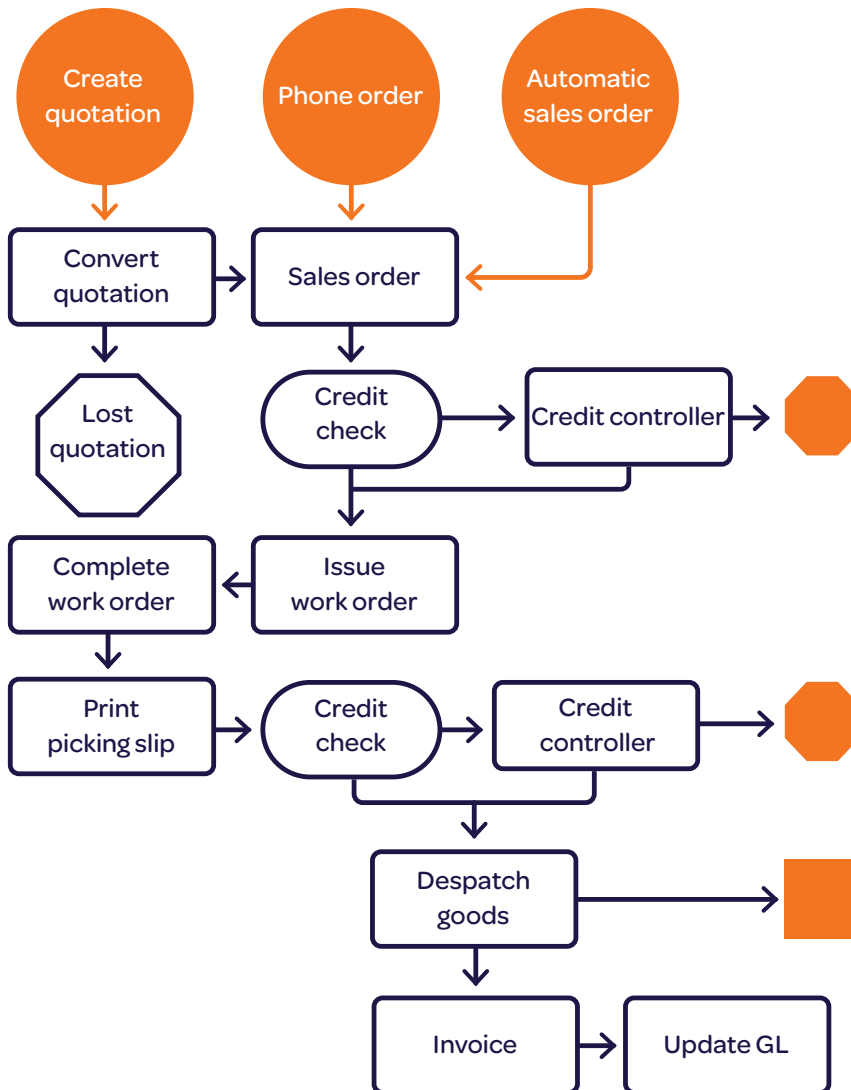 Create
quotation
Phone order
Automatic
sales order
Convert
quotation
Sales order
Lost
quotation
Credit
check
Credit controller
Complete
work order
Issue
work order
Print
picking slip
Credit
check
Credit
controller
Despatch
goods
Invoice
Update GL